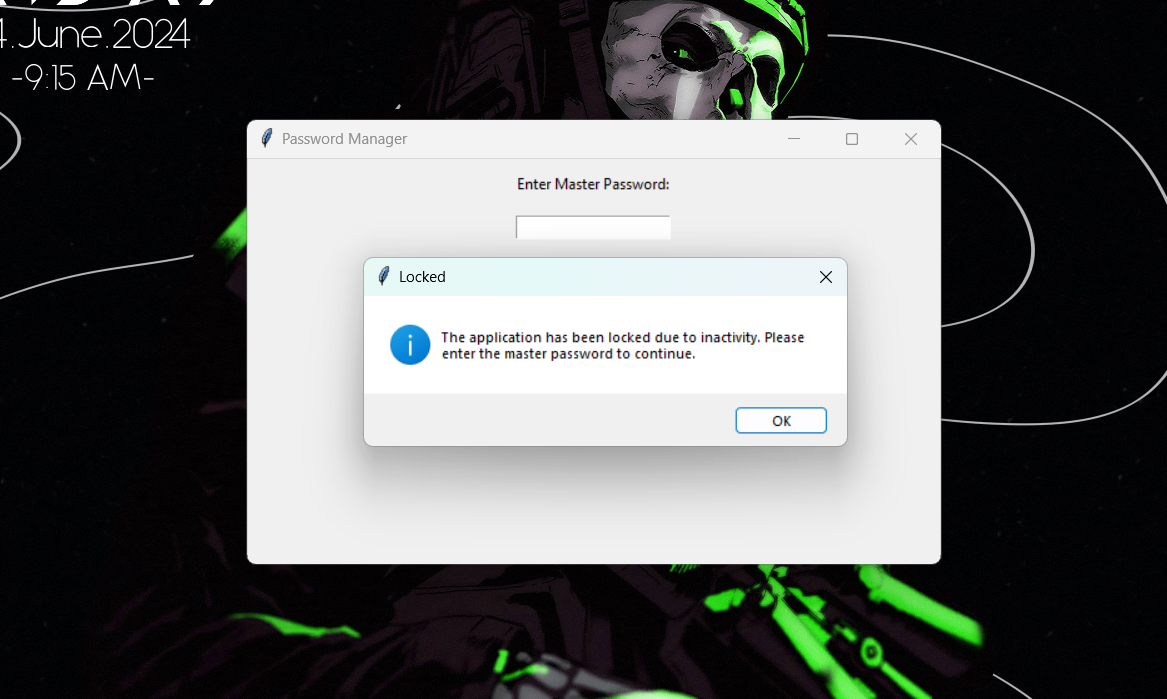 4.June.2024
-9:15 AM-
Password Manager
Enter Master Password:
Locked
The application has been locked due to inactivity. Please
enter the master password to continue.
OK